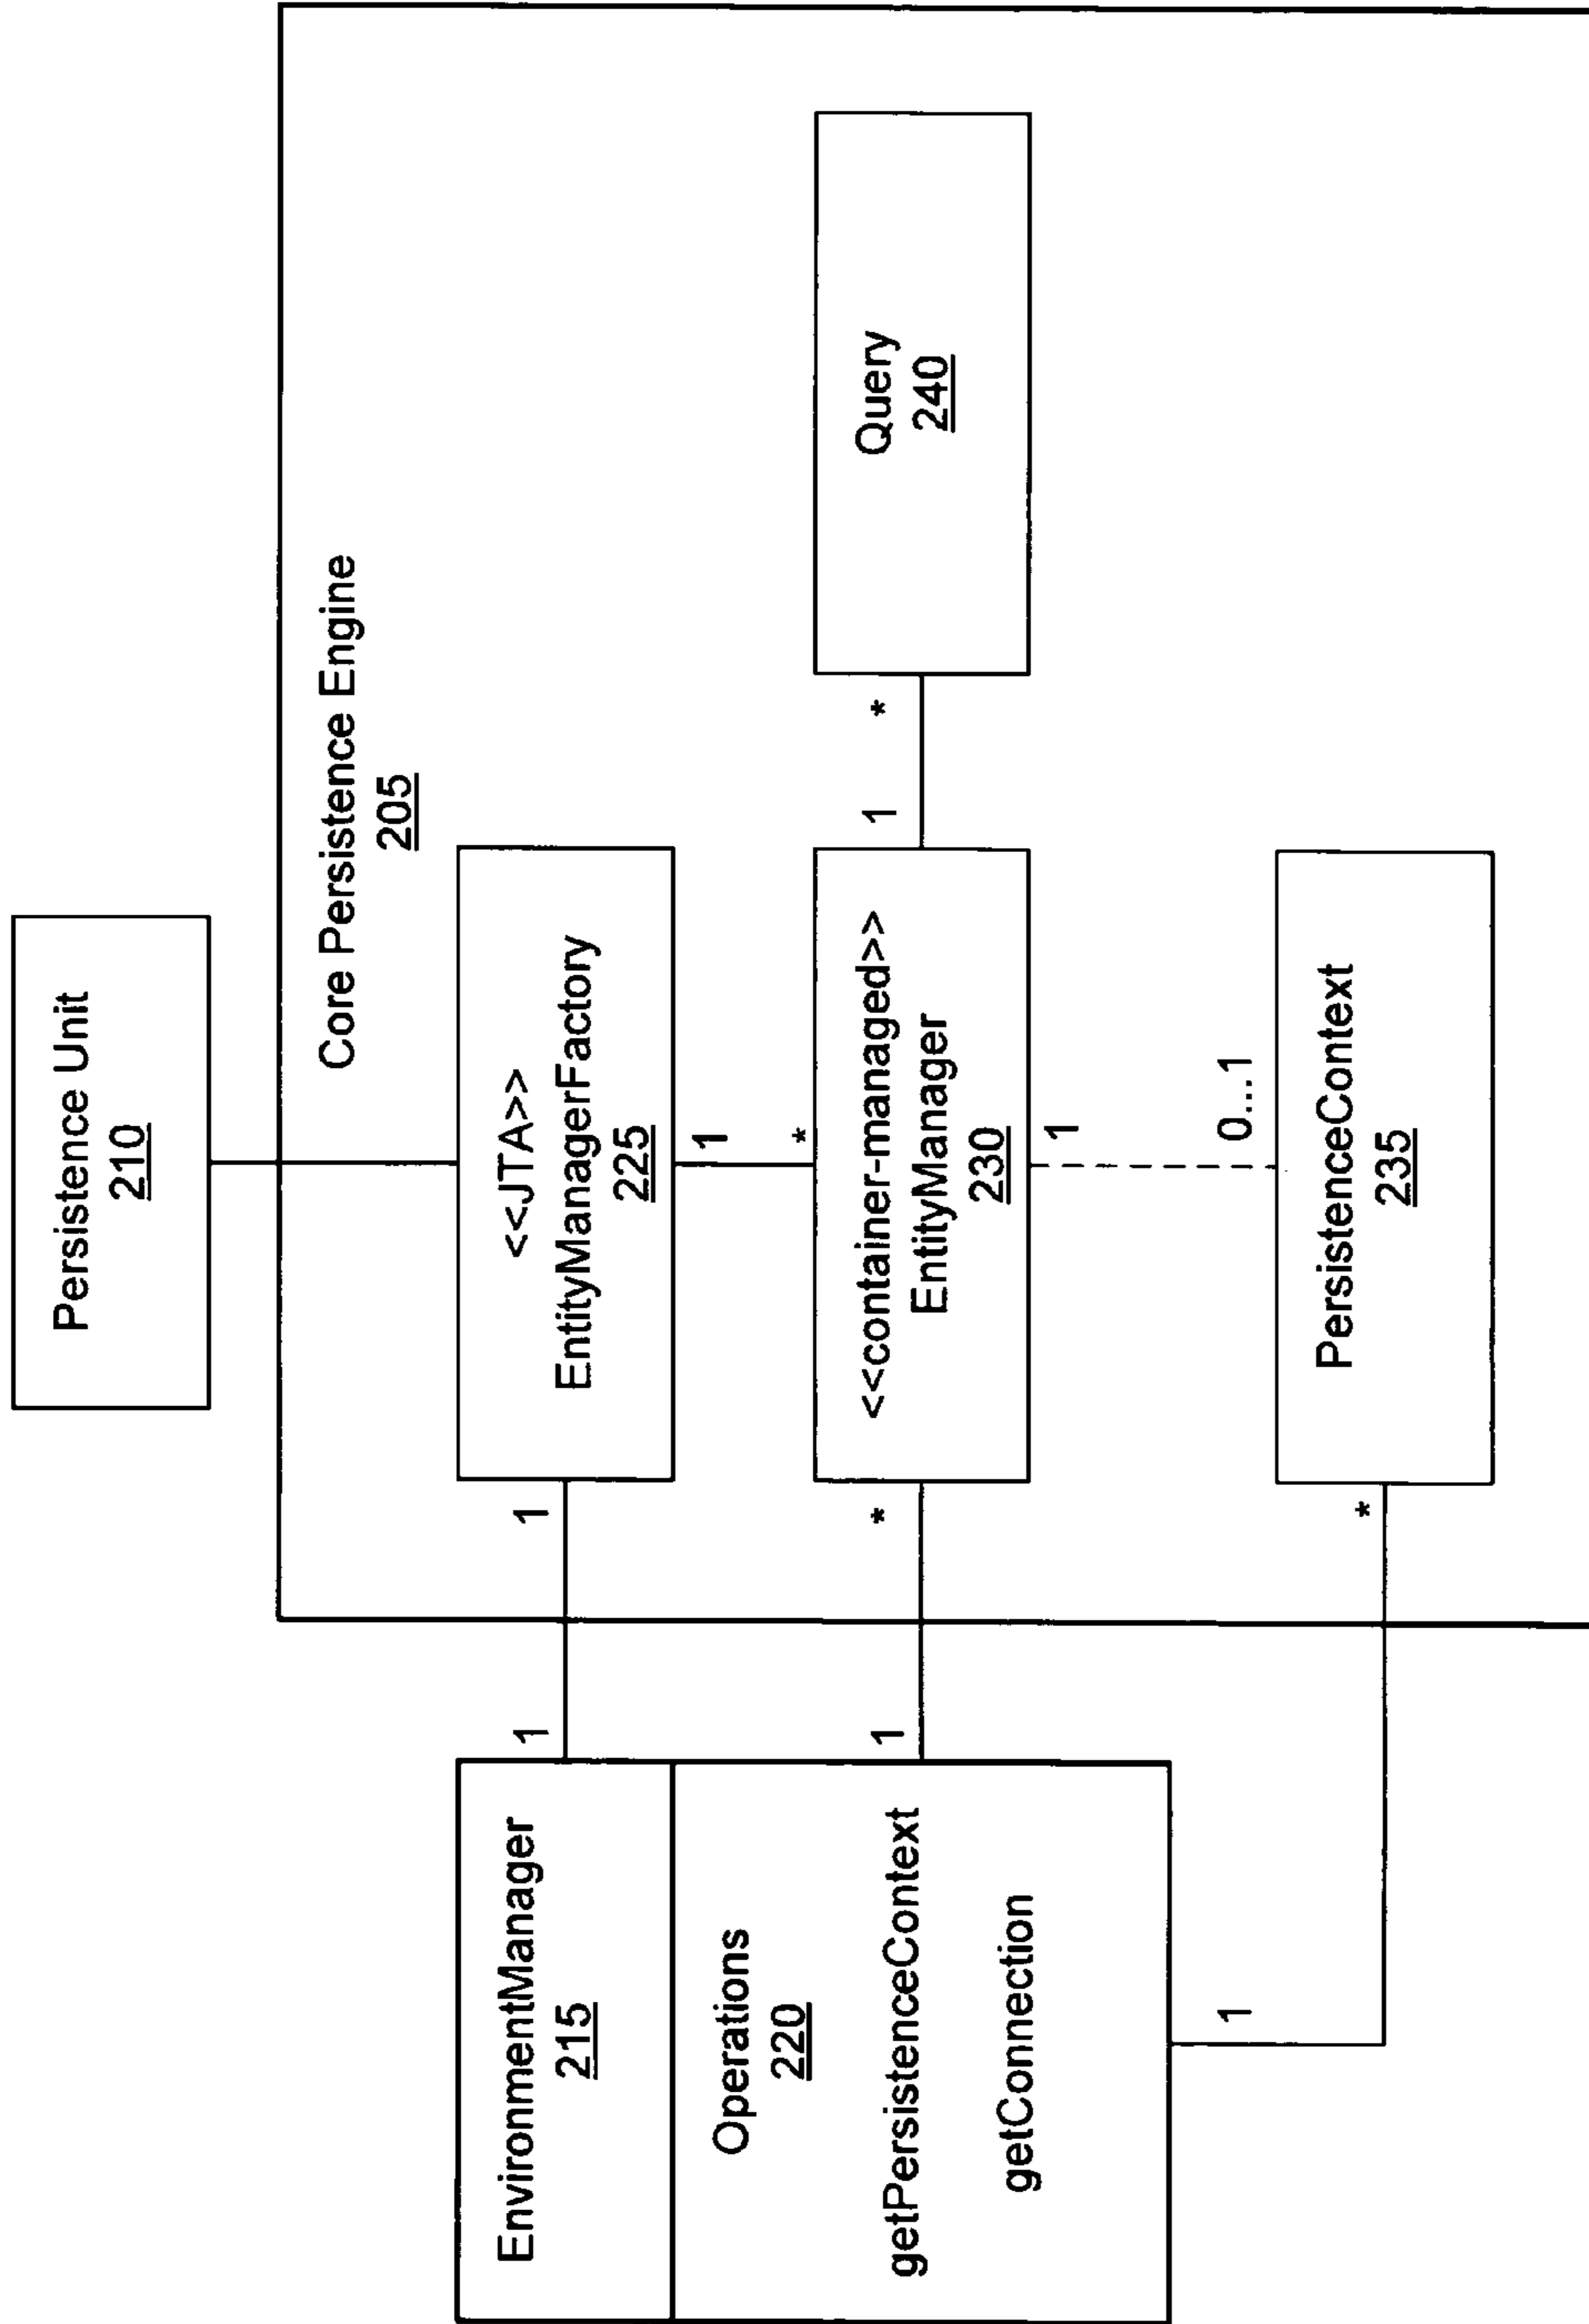 Persistence Unit
210
Core Persistence Engine
205
EnvironmentManager
215
1
1
<<JTA>>
EntityManagerFactory
225
1
*
Operations
220
getPersistenceContext
getConnection
1
*
<<container-managed>>
EntityManager
230
1
*
Query
240
1
0...1
1
*
PersistenceContext
235